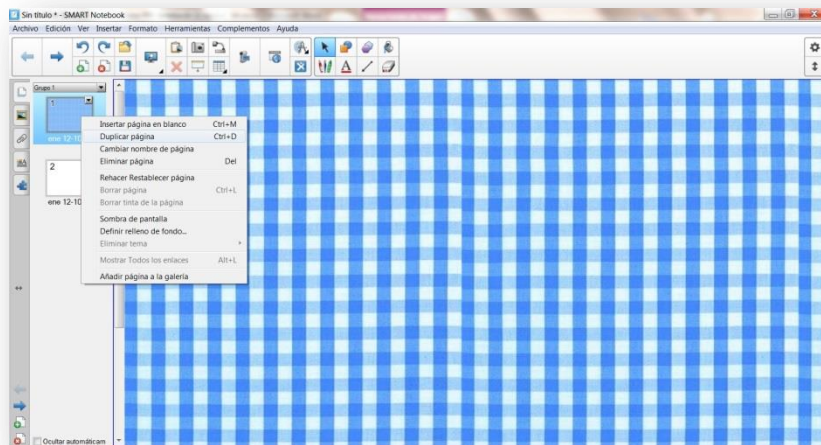 Sin título * - SMART Notebook
Archivo Edición Ver Insertar Formato Herramientas Complementos Ayuda
Grupo 1
1
ene 12-10
2
ene 12-10
Insertar página en blanco Ctrl+M
Duplicar página Ctrl+D
Cambiar nombre de página
Eliminar página Del
Rehacer Restablecer página
Borrar página Ctrl+L
Borrar tinta de la página
Sombra de pantalla
Definir relleno de fondo...
Eliminar tema
Mostrar Todos los enlaces Alt+L
Añadir página a la galería
Ocultar automáticam